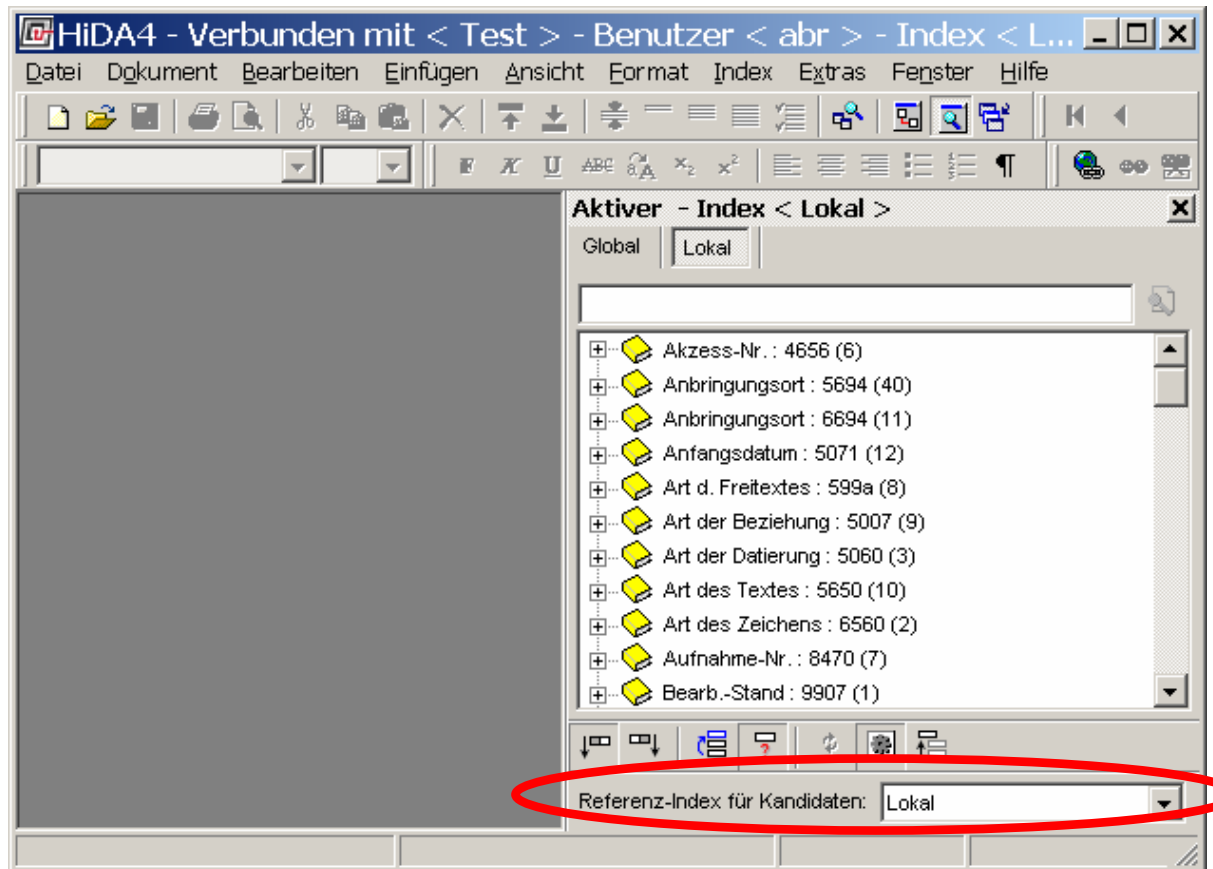 HiDA4 - Verbunden mit < Test > - Benutzer < abr > - Index < L...
Datei Dokument Bearbeiten Einfügen Ansicht Format Index Extras Fenster Hilfe
F K U ABC x₂ x² ¶
Aktiver - Index < Lokal >
Global Lokal
Akzess-Nr. : 4656 (6)
Anbringungsort : 5694 (40)
Anbringungsort : 6694 (11)
Anfangsdatum : 5071 (12)
Art d. Freitextes : 599a (8)
Art der Beziehung : 5007 (9)
Art der Datierung : 5060 (3)
Art des Textes : 5650 (10)
Art des Zeichens : 6560 (2)
Aufnahme-Nr. : 8470 (7)
Bearb.-Stand : 9907 (1)
Referenz-Index für Kandidaten: Lokal